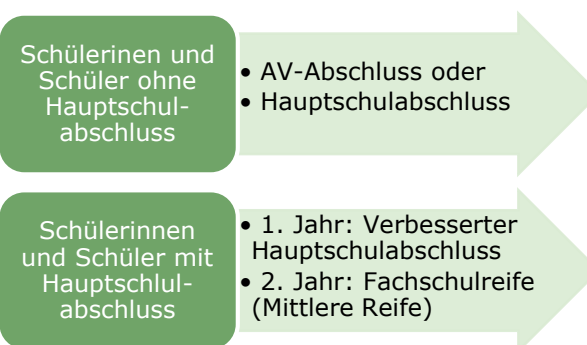 Schülerinen und
Schüler ohne
Hauptschul-
abschluss
• AV-Abschluss oder
• Hauptschulabschluss
Schülerinnen
und Schüler mit
Hauptschlul-
abschluss
• 1. Jahr: Verbesserter
Hauptschulabschluss
• 2. Jahr: Fachschulreife
(Mittlere Reife)